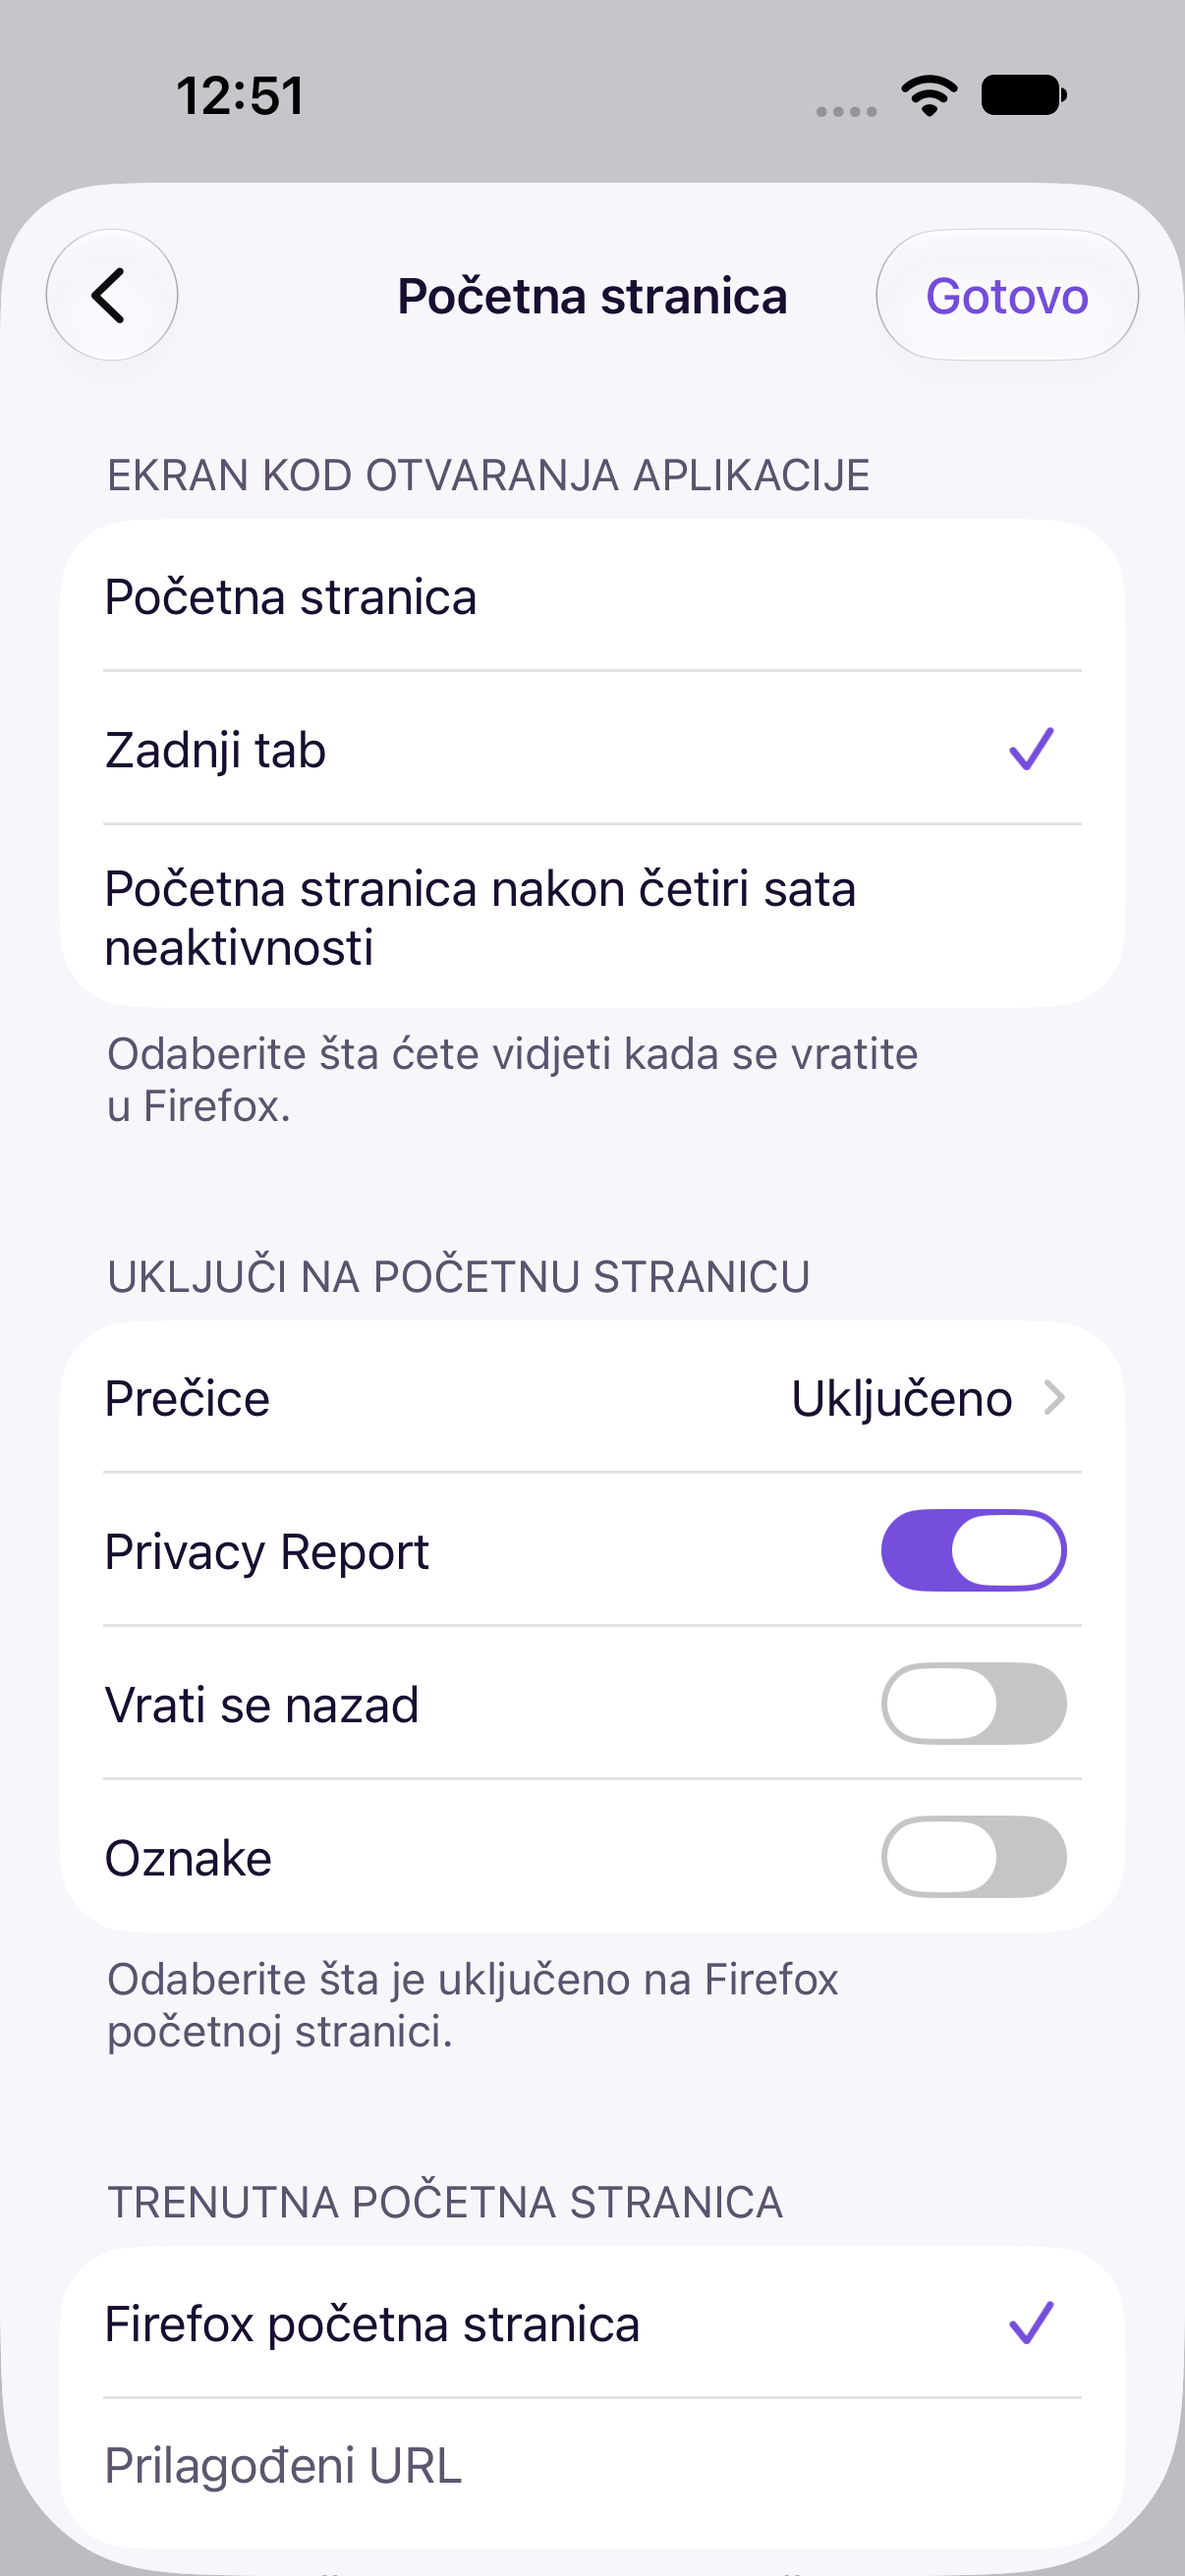 12:51
Početna stranica
Gotovo
EKRAN KOD OTVARANJA APLIKACIJE
Početna stranica
Zadnji tab
Početna stranica nakon četiri sata
neaktivnosti
Odaberite šta ćete vidjeti kada se vratite
u Firefox.
UKLJUČI NA POČETNU STRANICU
Prečice
Uključeno
Privacy Report
Vrati se nazad
Oznake
Odaberite šta je uključeno na Firefox
početnoj stranici.
TRENUTNA POČETNA STRANICA
Firefox početna stranica
Prilagođeni URL